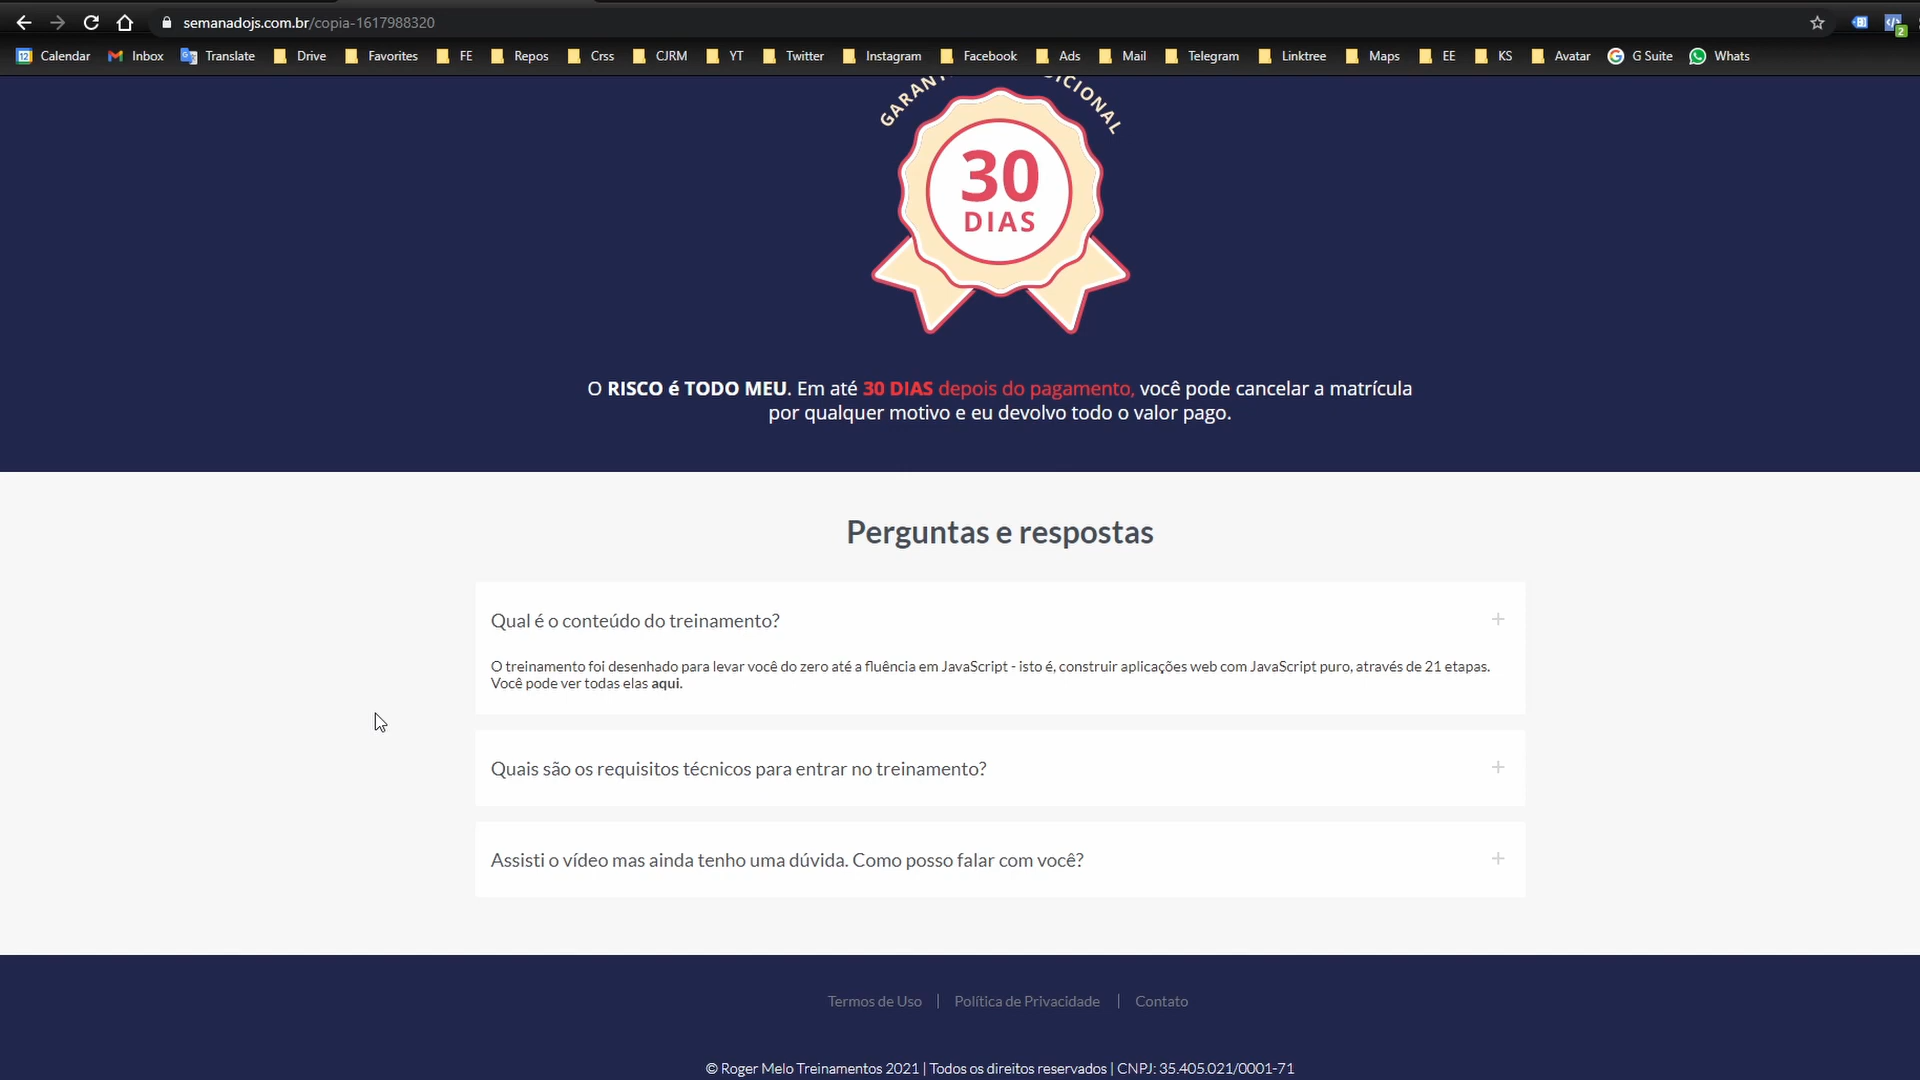 semanadojs.com.br/copia-1617988320
Calendar Inbox Translate Drive Favorites FE Repos Crss CJRM YT Twitter Instagram Facebook Ads Mail Telegram Linktree Maps EE KS Avatar G Suite Whats
30
DIAS
O RISCO é TODO MEU. Em até 30 DIAS depois do pagamento, você pode cancelar a matrícula
por qualquer motivo e eu devolvo todo o valor pago.
Perguntas e respostas
Qual é o conteúdo do treinamento?
O treinamento foi desenhado para levar você do zero até a fluência em JavaScript - isto é, construir aplicações web com JavaScript puro, através de 21 etapas.
Você pode ver todas elas aqui.
Quais são os requisitos técnicos para entrar no treinamento?
Assisti o vídeo mas ainda tenho uma dúvida. Como posso falar com você?
Termos de Uso | Política de Privacidade | Contato
© Roger Melo Treinamentos 2021 | Todos os direitos reservados | CNPJ: 35.405.021/0001-71